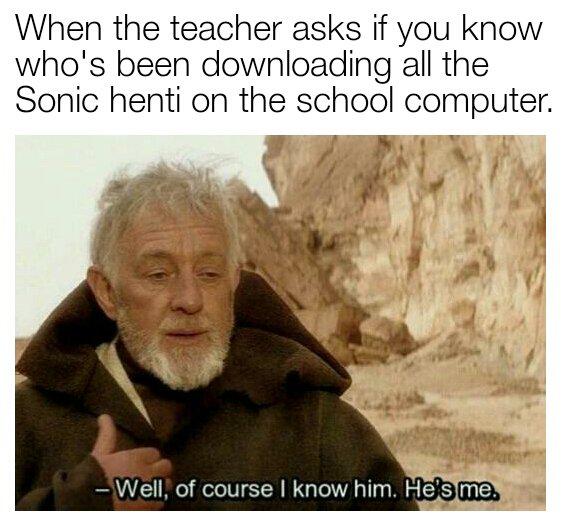 When the teacher asks if you know
who's been downloading all the
Sonic henti on the school computer.
– Well, of course I know him. He's me.